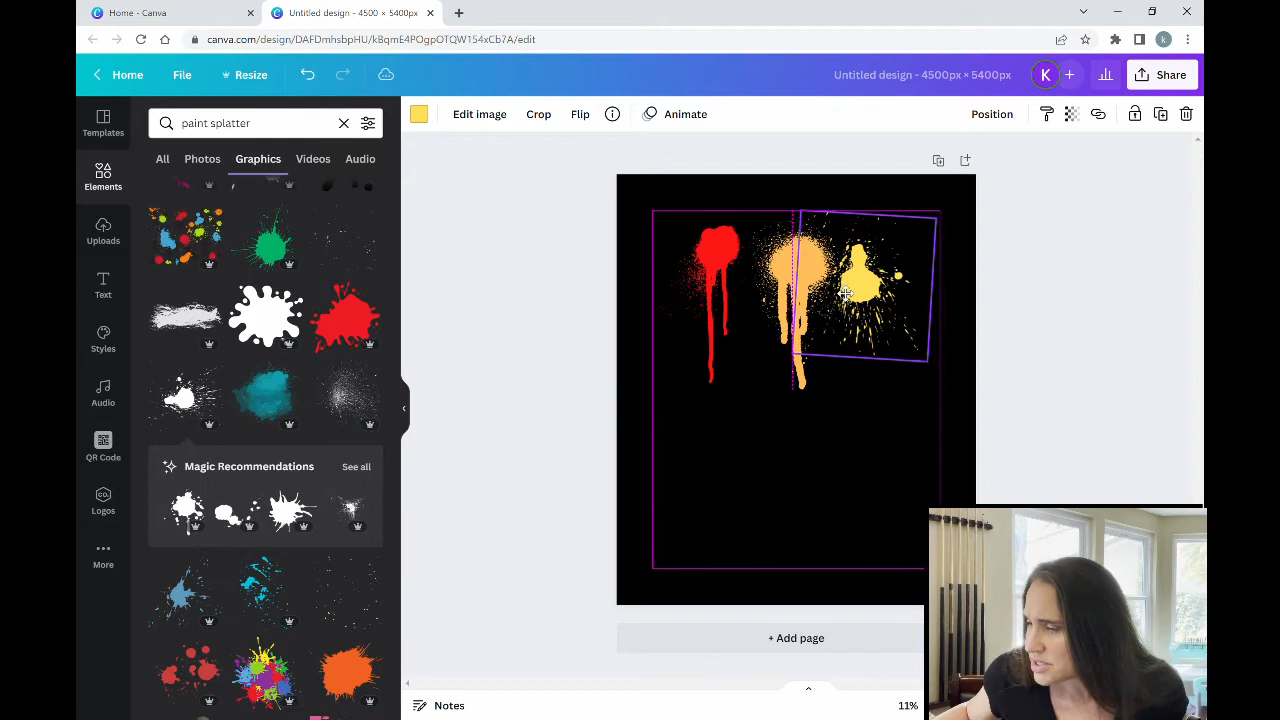 Home - Canva
Untitled design - 4500 × 5400px
canva.com/design/DAFDmhsbpHU/kBqmE4POgpOTQW154xCb7A/edit
Home File Resize
Untitled design - 4500px × 5400px
K
Share
Templates
paint splatter
Edit image Crop Flip Animate Position
All Photos Graphics Videos Audio
Elements
Uploads
Text
Styles
Audio
QR Code
Magic Recommendations See all
CO.
Logos
More
+ Add page
Notes
11%